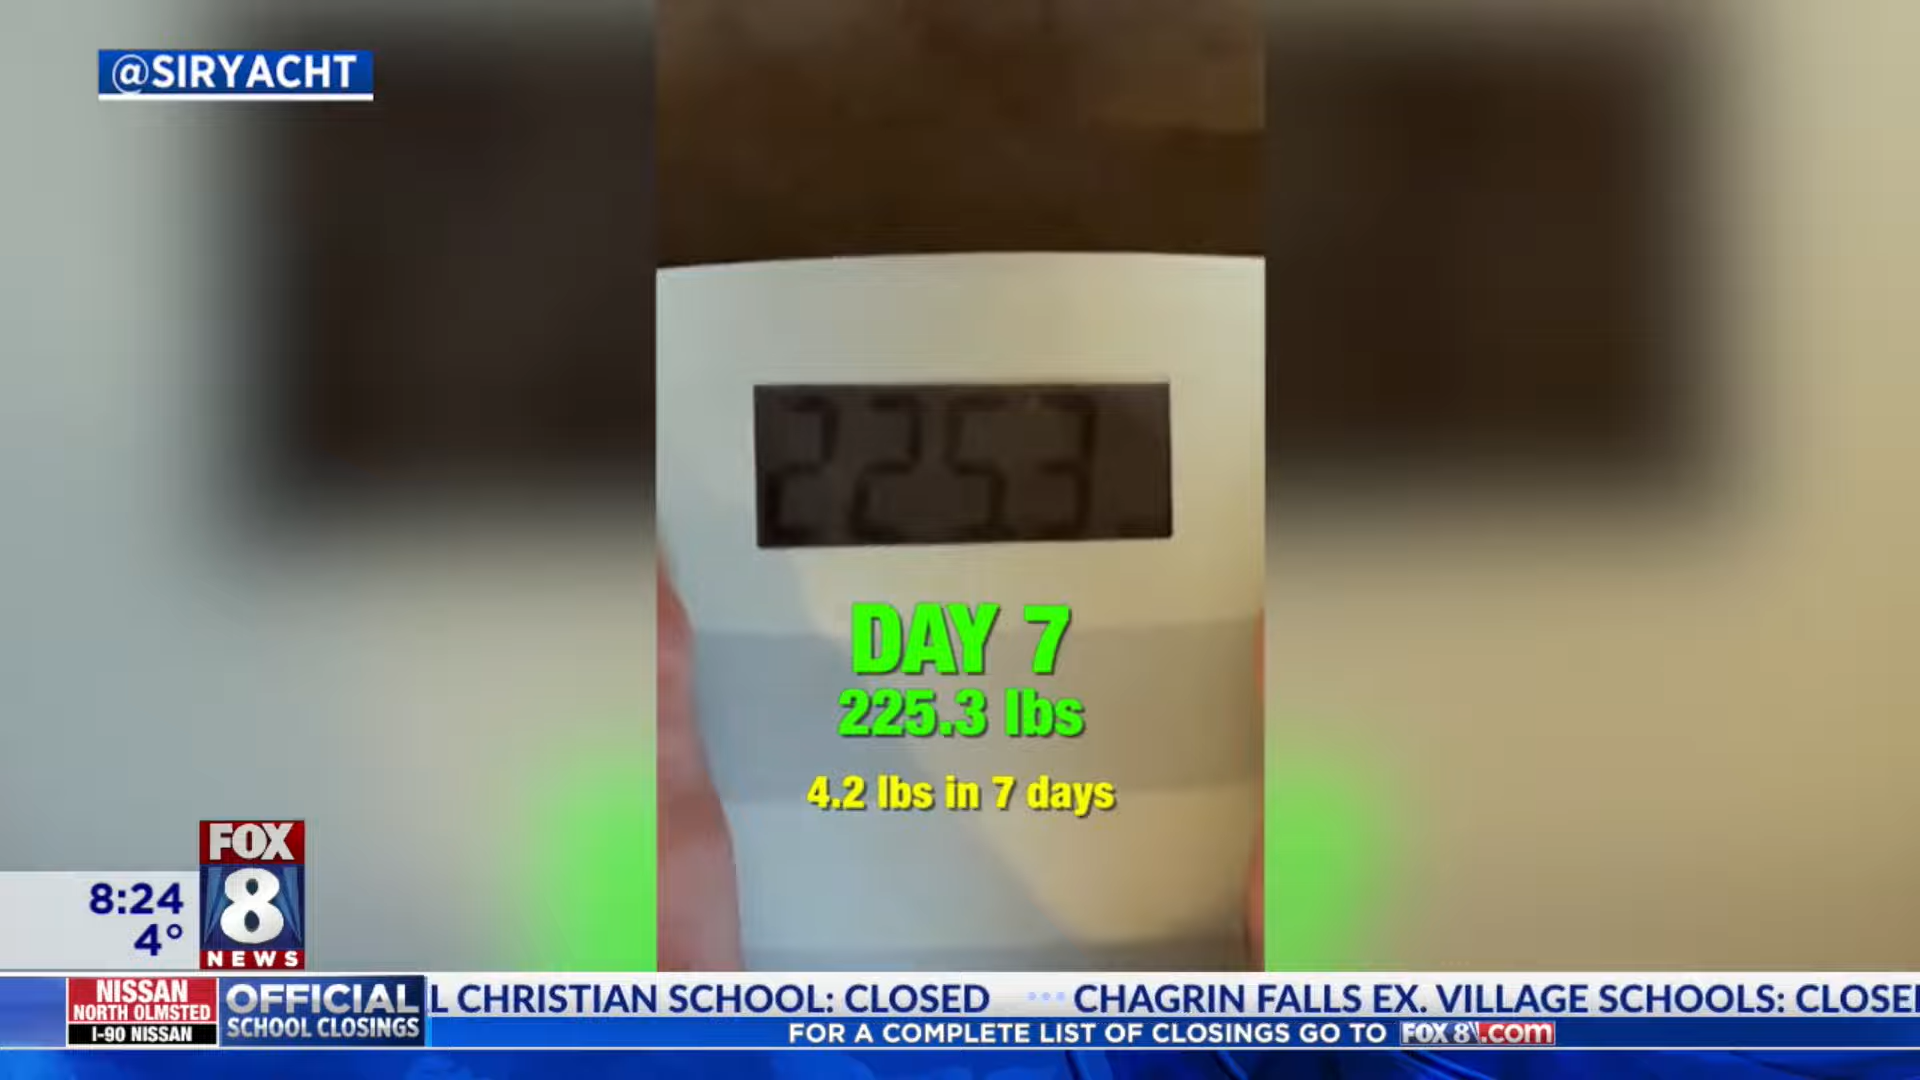 @SIRYACHT
2253
DAY 7
225.3 lbs
4.2 lbs in 7 days
8:24
4°
FOX
8
NEWS
NISSAN
NORTH OLMSTED
I-90 NISSAN
OFFICIAL
SCHOOL CLOSINGS
L CHRISTIAN SCHOOL: CLOSED ··· CHAGRIN FALLS EX. VILLAGE SCHOOLS: CLOSE
FOR A COMPLETE LIST OF CLOSINGS GO TO FOX 8.com